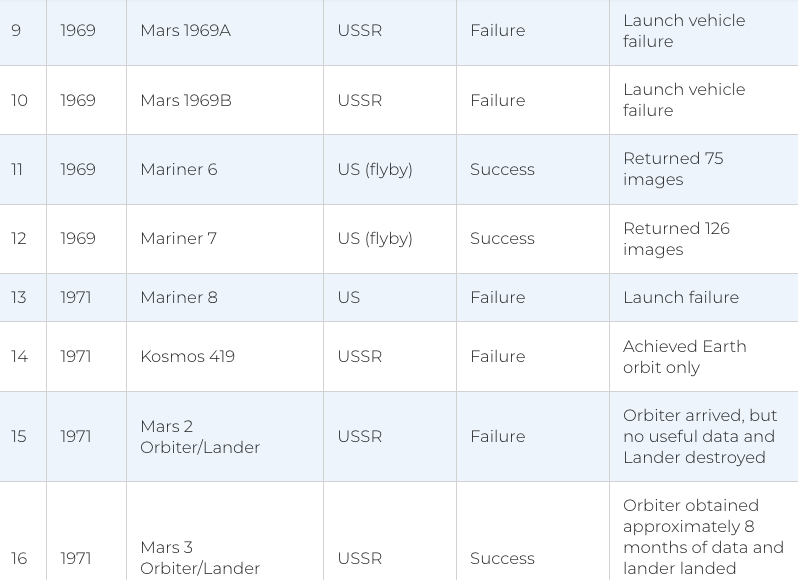 9 1969 Mars 1969A USSR Failure Launch vehicle
failure
10 1969 Mars 1969B USSR Failure Launch vehicle
failure
11 1969 Mariner 6 US (flyby) Success Returned 75
images
12 1969 Mariner 7 US (flyby) Success Returned 126
images
13 1971 Mariner 8 US Failure Launch failure
14 1971 Kosmos 419 USSR Failure Achieved Earth
orbit only
15 1971 Mars 2
Orbiter/Lander USSR Failure Orbiter arrived, but
no useful data and
Lander destroyed
16 1971 Mars 3
Orbiter/Lander USSR Success Orbiter obtained
approximately 8
months of data and
lander landed